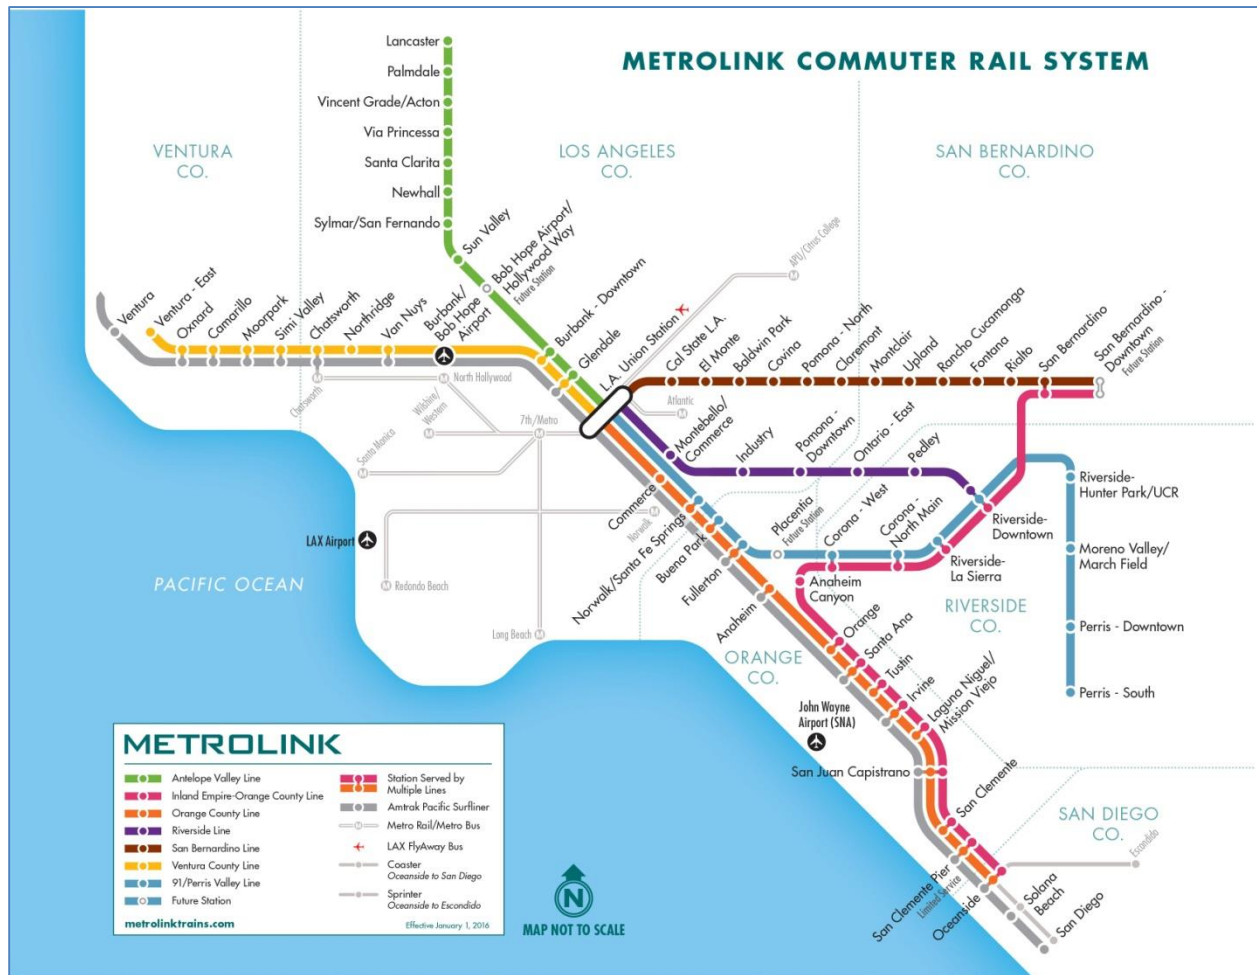 METROLINK COMMUTER RAIL SYSTEM
Lancaster
Palmdale
Vincent Grade/Acton
Via Princessa
Santa Clarita
Newhall
Sylmar/San Fernando
VENTURA
CO.
LOS ANGELES
CO.
SAN BERNARDINO
CO.
Sun Valley
Bob Hope Airport/
Hollywood Way
Future Station
Burbank - Downtown
Glendale
L.A. Union Station
APU/Citrus College
Ventura
Ventura - East
Oxnard
Camarillo
Moorpark
Simi Valley
Chatsworth
Northridge
Van Nuys
Burbank/
Bob Hope
Airport
Cal State L.A.
El Monte
Baldwin Park
Covina
Pomona - North
Claremont
Montclair
Upland
Rancho Cucamonga
Fontana
Rialto
San Bernardino
San Bernardino -
Downtown
Future Station
Chatsworth
M
M
North Hollywood
Wilshire/
Western
M
7th/Metro
M
Atlantic
M
M
Santa Monica
M
Montebello/
Commerce
Industry
Pomona -
Downtown
Ontario - East
Pedley
Commerce
Norwalk
M
Norwalk/Santa Fe Springs
Buena Park
Fullerton
Anaheim
Placentia
Future Station
Corona - West
Corona -
North Main
Riverside-
Downtown
Riverside-
La Sierra
Riverside-
Hunter Park/UCR
Moreno Valley/
March Field
Perris - Downtown
Perris - South
LAX Airport
PACIFIC OCEAN
M
Redondo Beach
Long Beach
M
Anaheim
Canyon
RIVERSIDE
CO.
ORANGE
CO.
Orange
Santa Ana
Tustin
Irvine
Laguna Niguel/
Mission Viejo
John Wayne
Airport (SNA)
San Juan Capistrano
San Clemente
SAN DIEGO
CO.
Escondido
San Clemente Pier
Limited Service
Oceanside
Solana
Beach
San Diego
METROLINK
Antelope Valley Line
Inland Empire-Orange County Line
Orange County Line
Riverside Line
San Bernardino Line
Ventura County Line
91/Perris Valley Line
Future Station
Station Served by
Multiple Lines
Amtrak Pacific Surfliner
M
Metro Rail/Metro Bus
LAX FlyAway Bus
Coaster
Oceanside to San Diego
Sprinter
Oceanside to Escondido
metrolinktrains.com
Effective January 1, 2016
N
MAP NOT TO SCALE